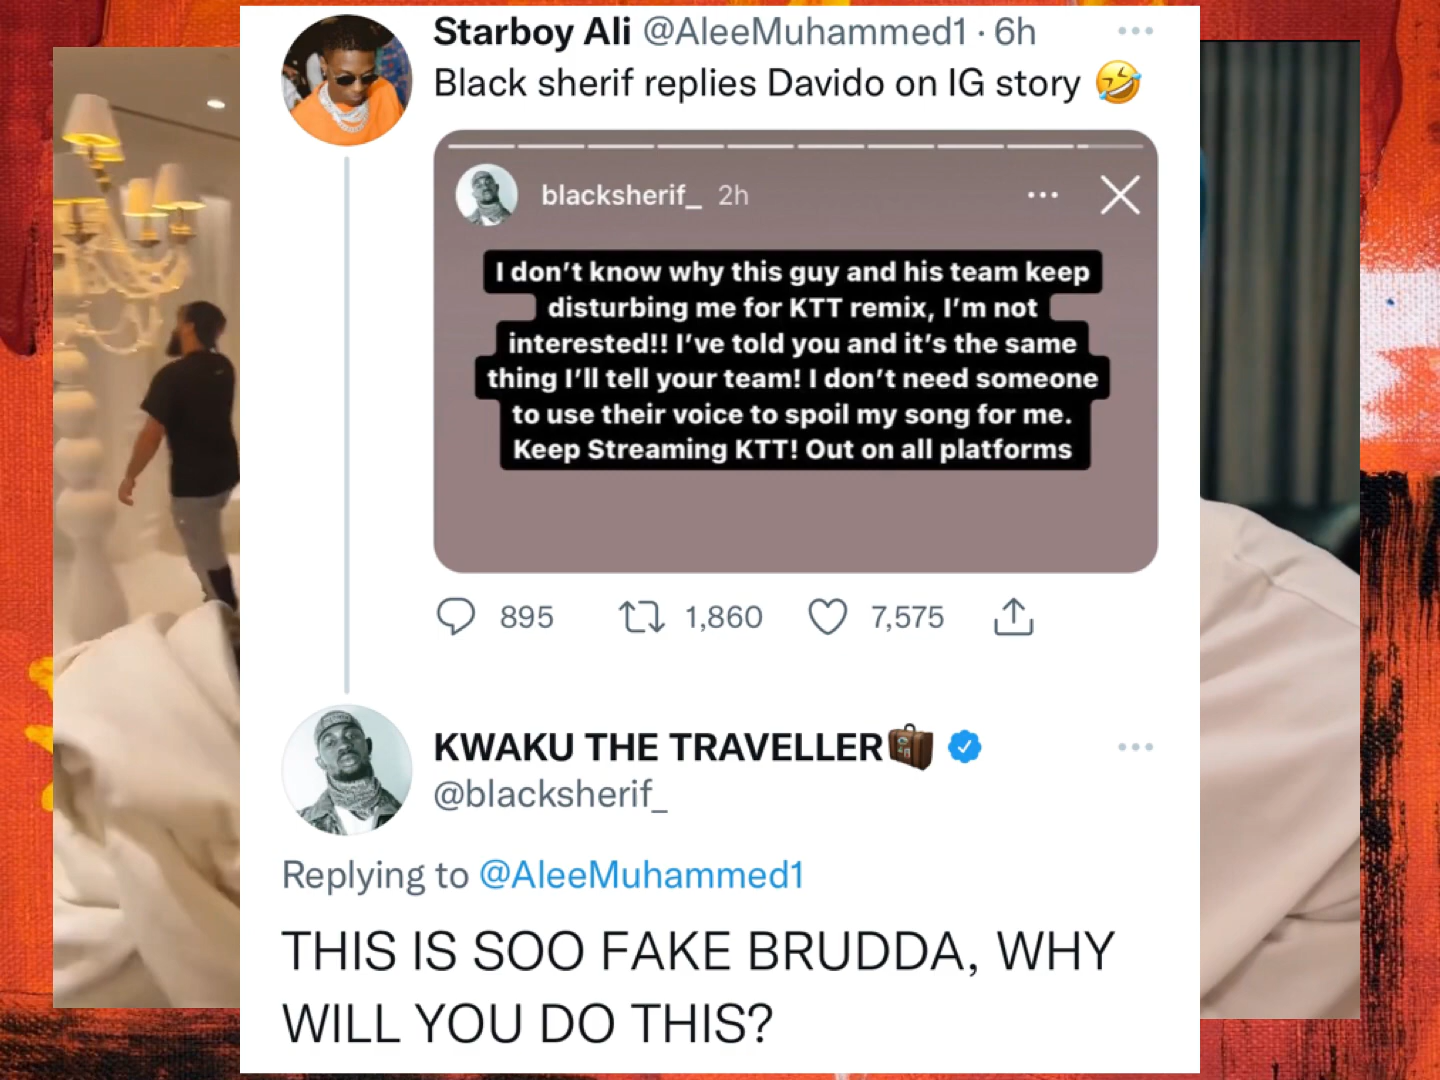 Starboy Ali @AleeMuhammed1 · 6h
Black sherif replies Davido on IG story 🤣
blacksherif_ 2h
I don't know why this guy and his team keep
disturbing me for KTT remix, I'm not
interested!! I've told you and it's the same
thing I'll tell your team! I don't need someone
to use their voice to spoil my song for me.
Keep Streaming KTT! Out on all platforms
895 1,860 7,575
KWAKU THE TRAVELLER
@blacksherif_
Replying to @AleeMuhammed1
THIS IS SOO FAKE BRUDDA, WHY
WILL YOU DO THIS?